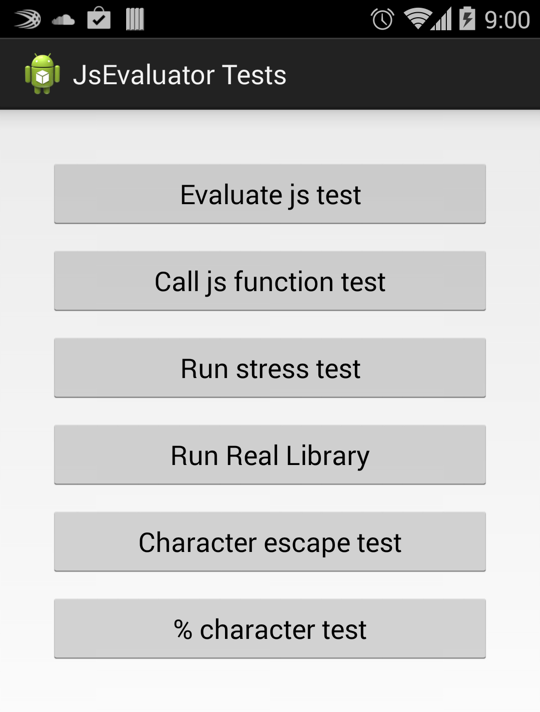 9:00
JsEvaluator Tests
Evaluate js test
Call js function test
Run stress test
Run Real Library
Character escape test
% character test